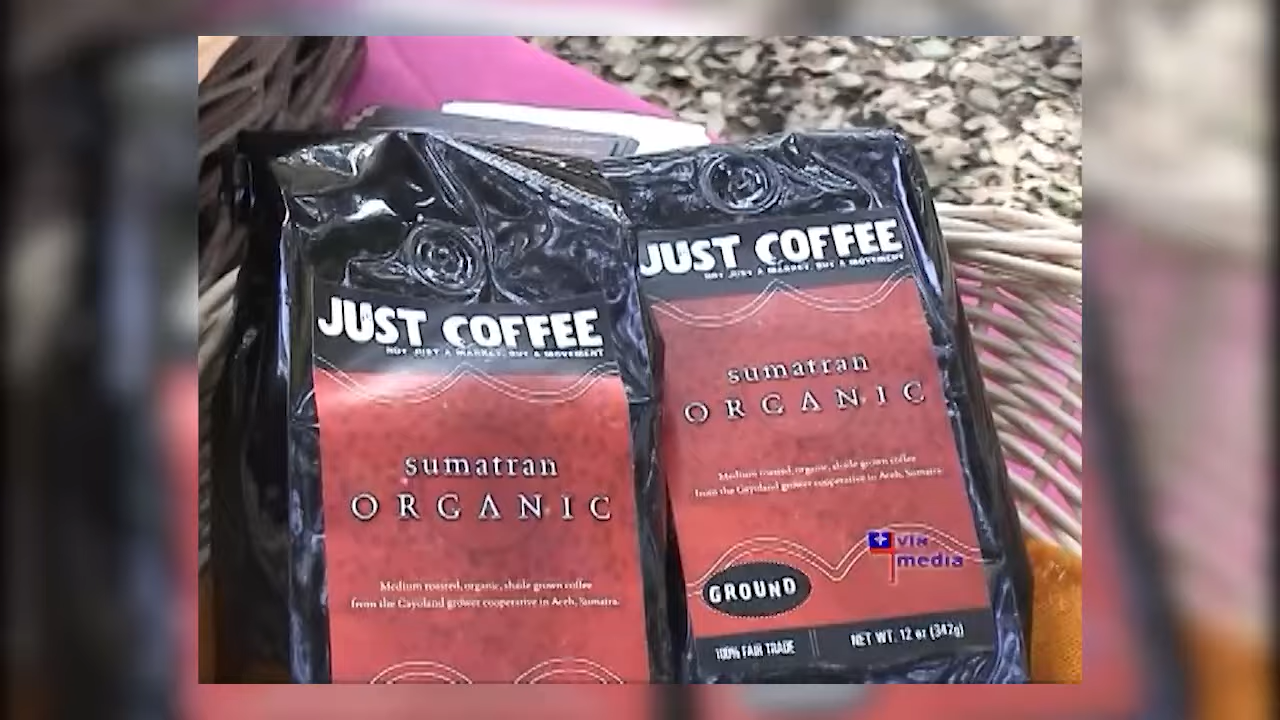 JUST COFFEE
NOT JUST A MARKET, BUT A MOVEMENT
sumatran
ORGANIC
Medium roasted, organic, shade grown coffee
from the Gayoland grower cooperative in Aceh, Sumatra.
JUST COFFEE
NOT JUST A MARKET, BUT A MOVEMENT
sumatran
ORGANIC
Medium roasted, organic, shade grown coffee
from the Gayoland grower cooperative in Aceh, Sumatra.
via
media
GROUND
100% FAIR TRADE
NET WT. 12 oz (342g)